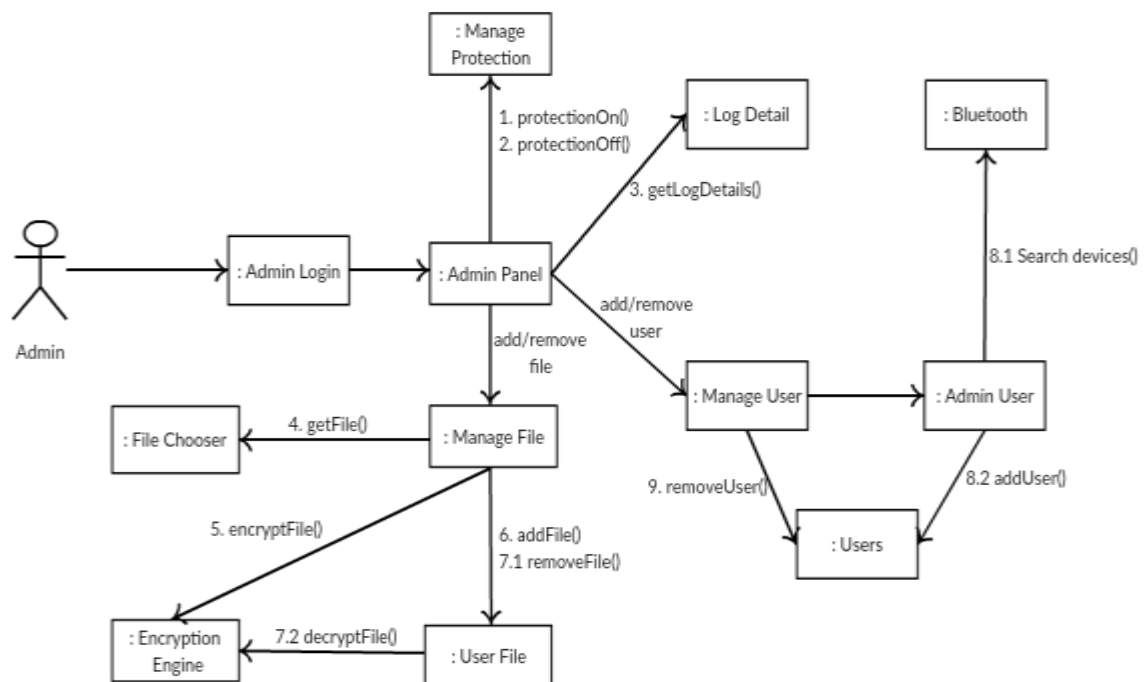 : Manage
Protection
1. protectionOn()
2. protectionOff()
: Log Detail
: Bluetooth
3. getLogDetails()
8.1 Search devices()
: Admin Login
: Admin Panel
Admin
add/remove
user
add/remove
file
: Manage User
: Admin User
: File Chooser
4. getFile()
: Manage File
9. removeUser()
8.2 addUser()
5. encryptFile()
6. addFile()
7.1 removeFile()
: Users
: Encryption
Engine
7.2 decryptFile()
: User File